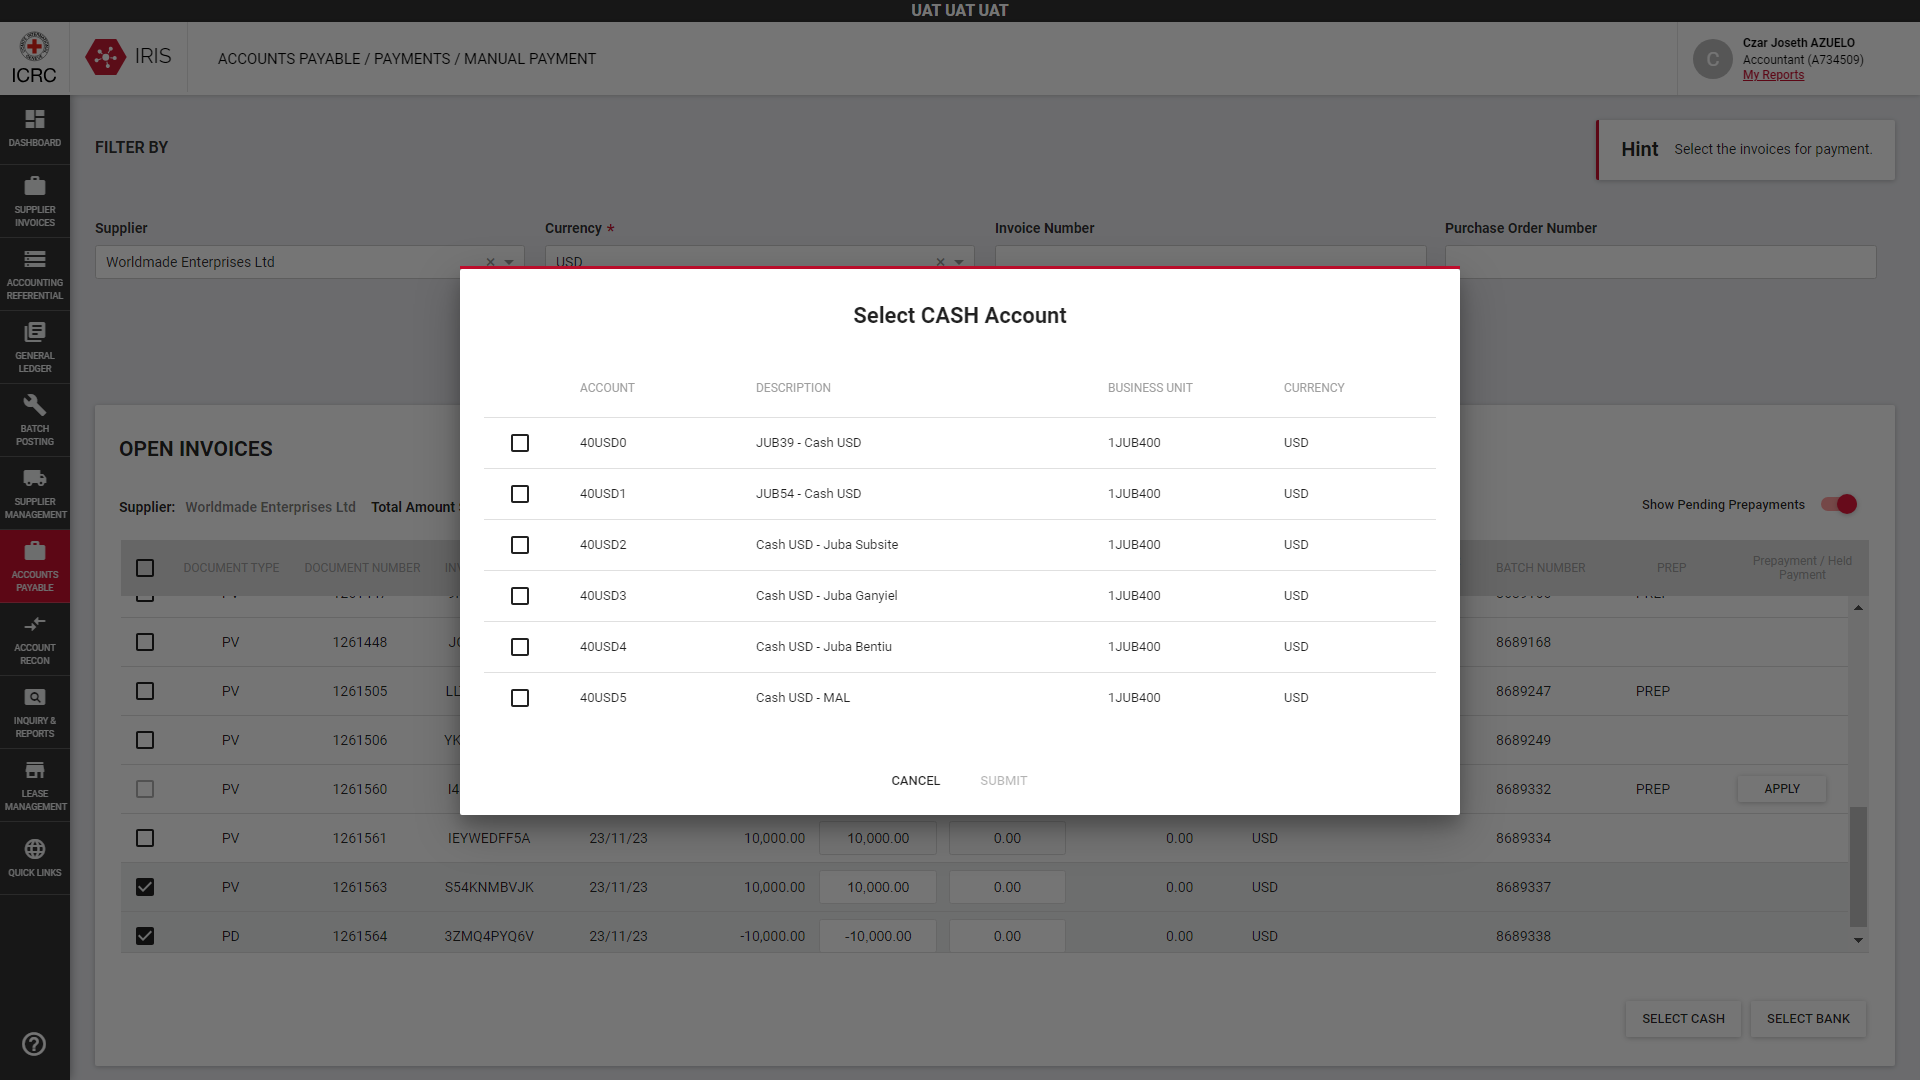 UAT UAT UAT
ICRC
IRIS
ACCOUNTS PAYABLE / PAYMENTS / MANUAL PAYMENT
C
Czar Joseth AZUELO
Accountant (A734509)
My Reports
DASHBOARD
SUPPLIER INVOICES
ACCOUNTING REFERENTIAL
GENERAL LEDGER
BATCH POSTING
SUPPLIER MANAGEMENT
ACCOUNTS PAYABLE
ACCOUNT RECON
INQUIRY & REPORTS
LEASE MANAGEMENT
QUICK LINKS
FILTER BY
Hint Select the invoices for payment.
Supplier Currency * Invoice Number Purchase Order Number
Worldmade Enterprises Ltd USD
Select CASH Account
ACCOUNT DESCRIPTION BUSINESS UNIT CURRENCY
40USD0 JUB39 - Cash USD 1JUB400 USD
40USD1 JUB54 - Cash USD 1JUB400 USD
40USD2 Cash USD - Juba Subsite 1JUB400 USD
40USD3 Cash USD - Juba Ganyiel 1JUB400 USD
40USD4 Cash USD - Juba Bentiu 1JUB400 USD
40USD5 Cash USD - MAL 1JUB400 USD
CANCEL SUBMIT
OPEN INVOICES
Supplier: Worldmade Enterprises Ltd Total Amount
Show Pending Prepayments
DOCUMENT TYPE DOCUMENT NUMBER BATCH NUMBER PREP Prepayment / Held Payment
PV 1261448 8689168
PV 1261505 8689247 PREP
PV 1261506 8689249
PV 1261560 8689332 PREP APPLY
PV 1261561 IEYWEDFF5A 23/11/23 10,000.00 10,000.00 0.00 0.00 USD 8689334
PV 1261563 S54KNMBVJK 23/11/23 10,000.00 10,000.00 0.00 0.00 USD 8689337
PD 1261564 3ZMQ4PYQ6V 23/11/23 -10,000.00 -10,000.00 0.00 0.00 USD 8689338
SELECT CASH SELECT BANK